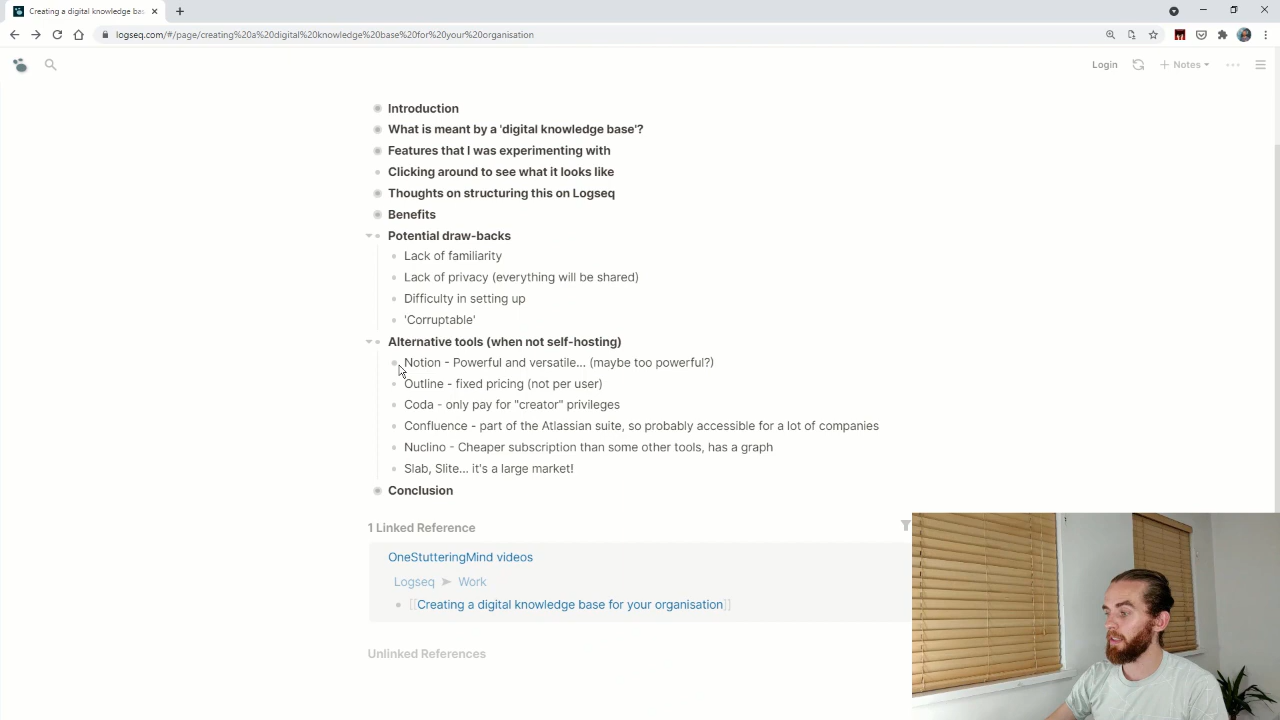 Creating a digital knowledge bas
logseq.com/#/page/creating%20a%20digital%20knowledge%20base%20for%20your%20organisation
Login
Notes
Introduction
What is meant by a 'digital knowledge base'?
Features that I was experimenting with
Clicking around to see what it looks like
Thoughts on structuring this on Logseq
Benefits
Potential draw-backs
Lack of familiarity
Lack of privacy (everything will be shared)
Difficulty in setting up
'Corruptable'
Alternative tools (when not self-hosting)
Notion - Powerful and versatile... (maybe too powerful?)
Outline - fixed pricing (not per user)
Coda - only pay for "creator" privileges
Confluence - part of the Atlassian suite, so probably accessible for a lot of companies
Nuclino - Cheaper subscription than some other tools, has a graph
Slab, Slite... it's a large market!
Conclusion
1 Linked Reference
OneStutteringMind videos
Logseq ➤ Work
[[Creating a digital knowledge base for your organisation]]
Unlinked References